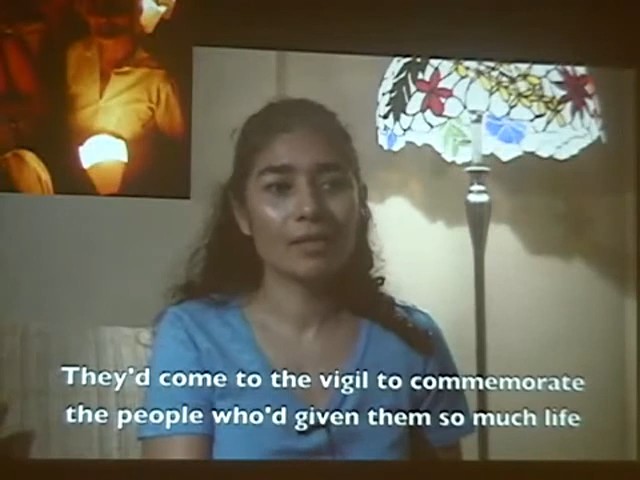 They'd come to the vigil to commemorate
the people who'd given them so much life